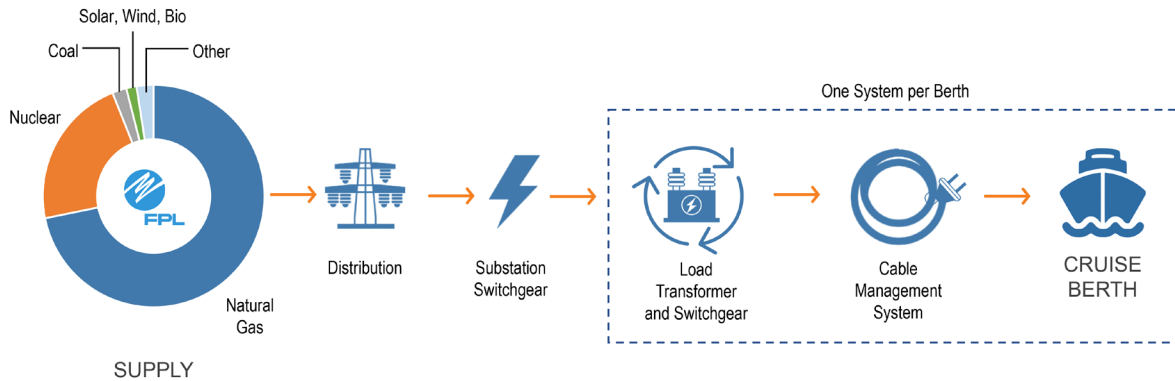 Solar, Wind, Bio
Coal
Other
Nuclear
FPL
Natural
Gas
SUPPLY
Distribution
Substation
Switchgear
One System per Berth
Load
Transformer
and Switchgear
Cable
Management
System
CRUISE
BERTH